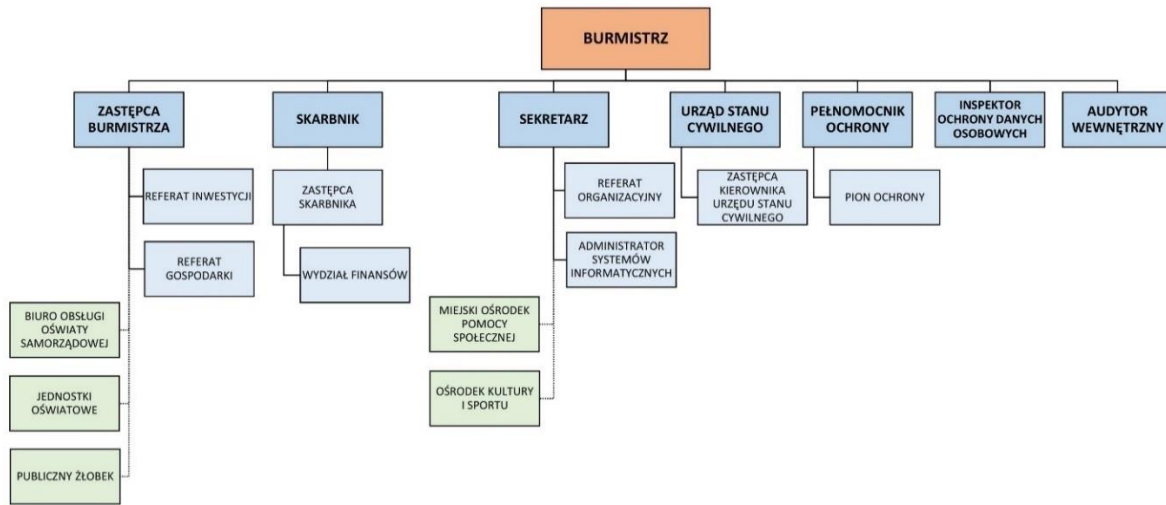 BURMISTRZ
ZASTĘPCA
BURMISTRZA
SKARBNIK
SEKRETARZ
URZĄD STANU
CYWILNEGO
PEŁNOMOCNIK
OCHRONY
INSPEKTOR
OCHRONY DANYCH
OSOBOWYCH
AUDYTOR
WEWNĘTRZNY
REFERAT INWESTYCJI
ZASTĘPCA
SKARBNIKA
REFERAT
ORGANIZACYJNY
ZASTĘPCA
KIEROWNIKA
URZĘDU STANU
CYWILNEGO
PION OCHRONY
REFERAT
GOSPODARKI
WYDZIAŁ FINANSÓW
ADMINISTRATOR
SYSTEMÓW
INFORMATYCZNYCH
BIURO OBSŁUGI
OŚWIATY
SAMORZĄDOWEJ
MIEJSKI OŚRODEK
POMOCY
SPOŁECZNEJ
JEDNOSTKI
OŚWIATOWE
OŚRODEK KULTURY
I SPORTU
PUBLICZNY ŻŁOBEK